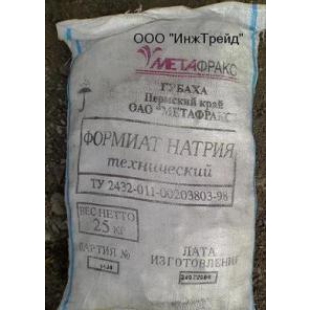 ООО "ИнжТрейд"
МЕТАФРАКС
ГУБАХА
Пермский край
ОАО "МЕТАФРАКС"
ФОРМИАТ НАТРИЯ
технический
ТУ 2432-011-00203803-98
ВЕС НЕТТО
25 КГ
ПАРТИЯ №
ДАТА
ИЗГОТОВЛЕНИЯ